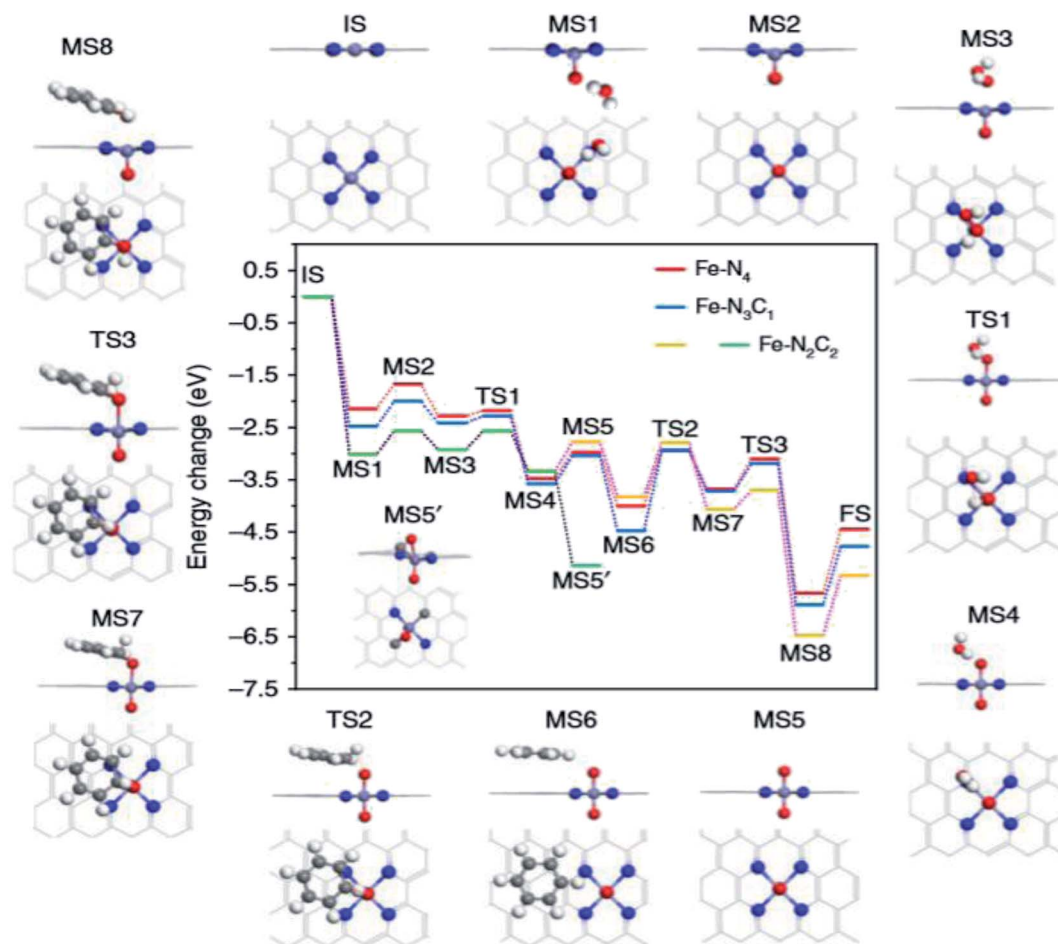 IS
MS1
MS2
MS8
MS3
0.5
IS
Fe-N₄
–0.5
Fe-N₃C₁
TS3
Fe-N₂C₂
TS1
–1.5
MS2
TS1
–2.5
MS5
TS2
MS1
MS3
TS3
–3.5
MS4
FS
MS5′
MS7
–4.5
MS6
MS5′
–5.5
MS7
MS4
–6.5
MS8
–7.5
Energy change (eV)
TS2
MS6
MS5